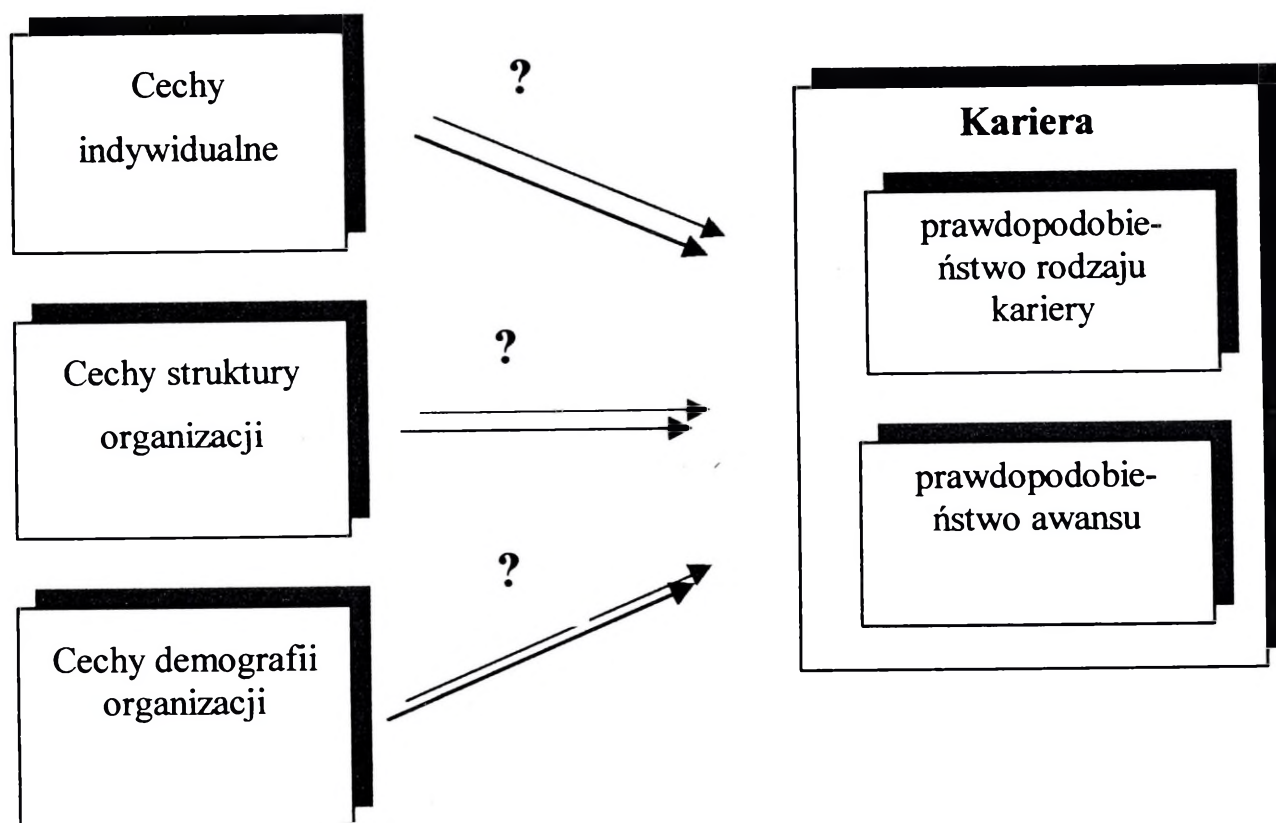 Cechy
indywidualne
?
Cechy struktury
organizacji
?
Cechy demografii
organizacji
?
Kariera
prawdopodobie-
ństwo rodzaju
kariery
prawdopodobie-
ństwo awansu